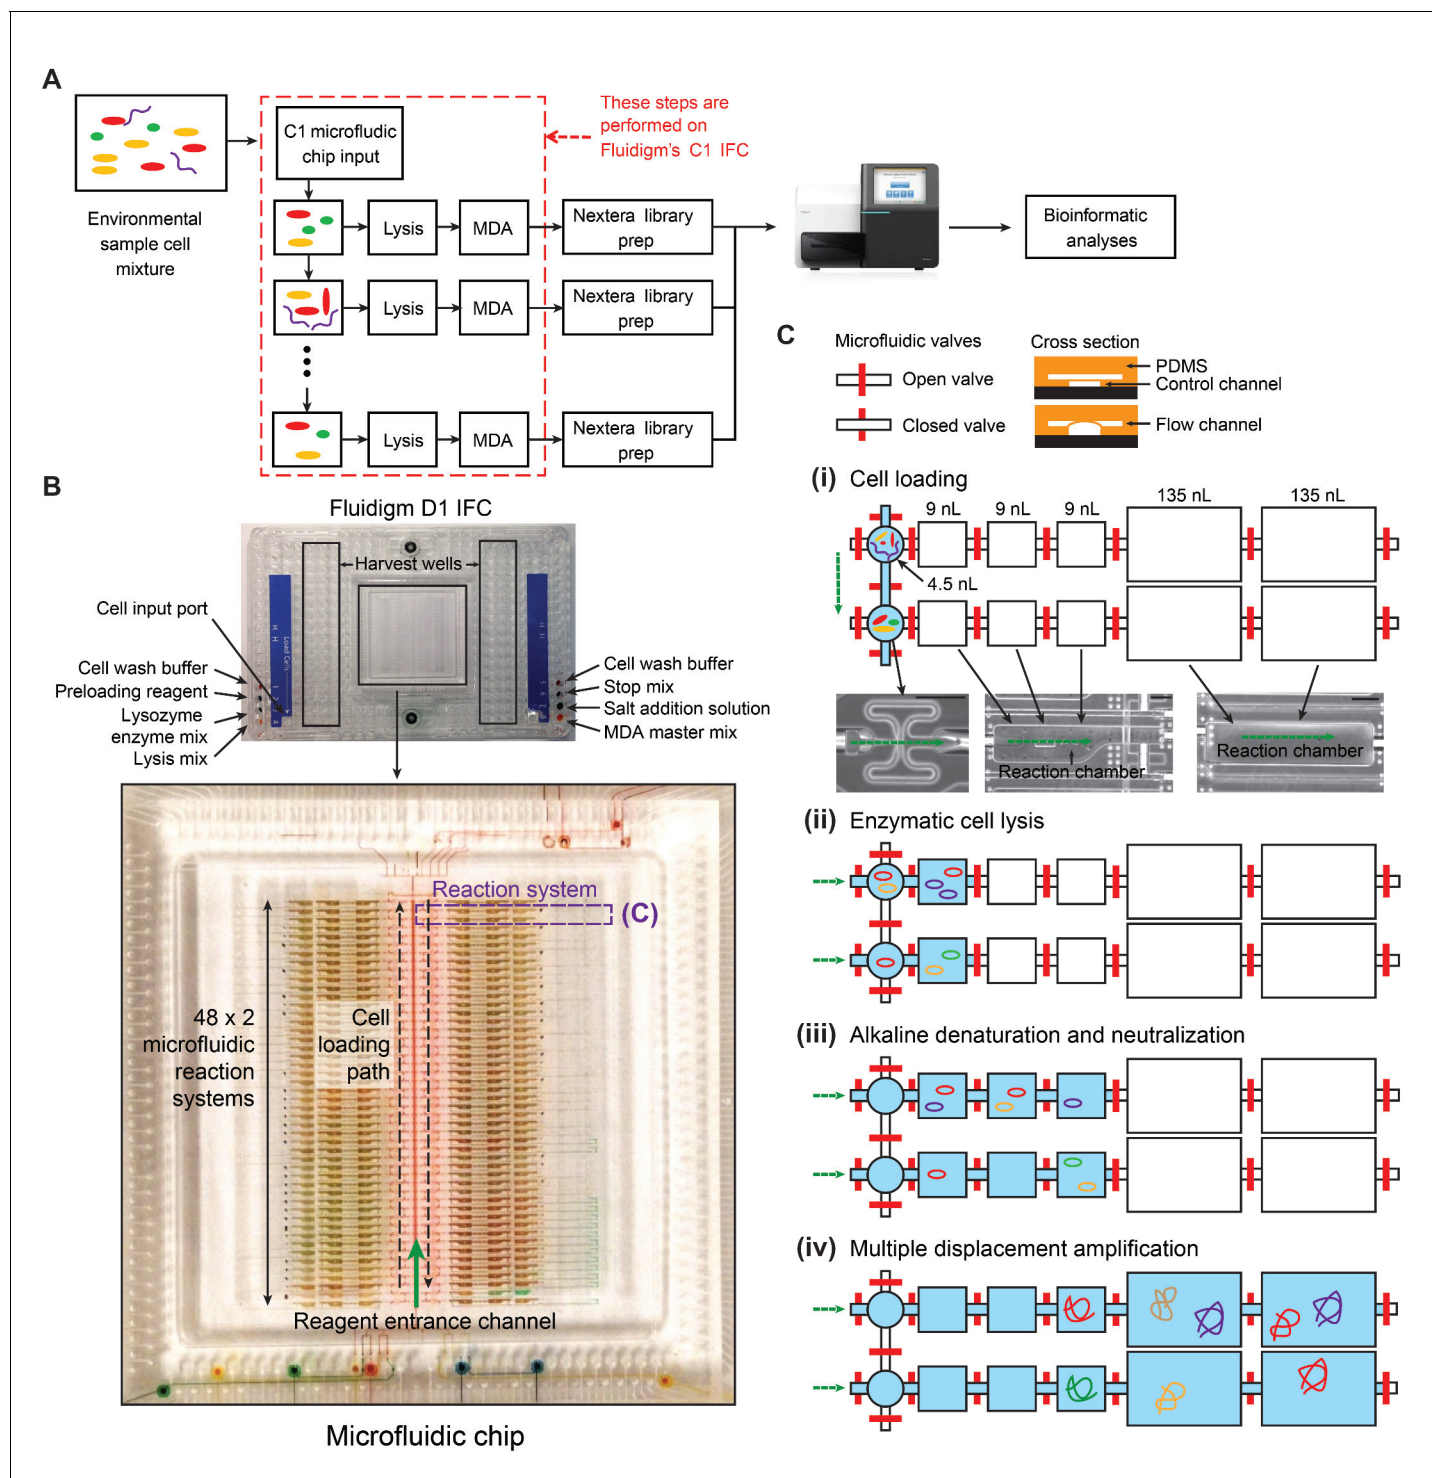 A
Environmental
sample cell
mixture
C1 microfludic
chip input
These steps are
performed on
Fluidigm's C1 IFC
Lysis
MDA
Nextera library
prep
Lysis
MDA
Nextera library
prep
Lysis
MDA
Nextera library
prep
Bioinformatic
analyses
B
Fluidigm D1 IFC
Harvest wells
Cell input port
Cell wash buffer
Preloading reagent
Lysozyme
enzyme mix
Lysis mix
Load Cells
Cell wash buffer
Stop mix
Salt addition solution
MDA master mix
Reaction system
(C)
48 x 2
microfluidic
reaction
systems
Cell
loading
path
Reagent entrance channel
Microfluidic chip
C
Microfluidic valves
Open valve
Closed valve
Cross section
PDMS
Control channel
Flow channel
(i) Cell loading
9 nL
9 nL
9 nL
135 nL
135 nL
4.5 nL
Reaction chamber
Reaction chamber
(ii) Enzymatic cell lysis
(iii) Alkaline denaturation and neutralization
(iv) Multiple displacement amplification